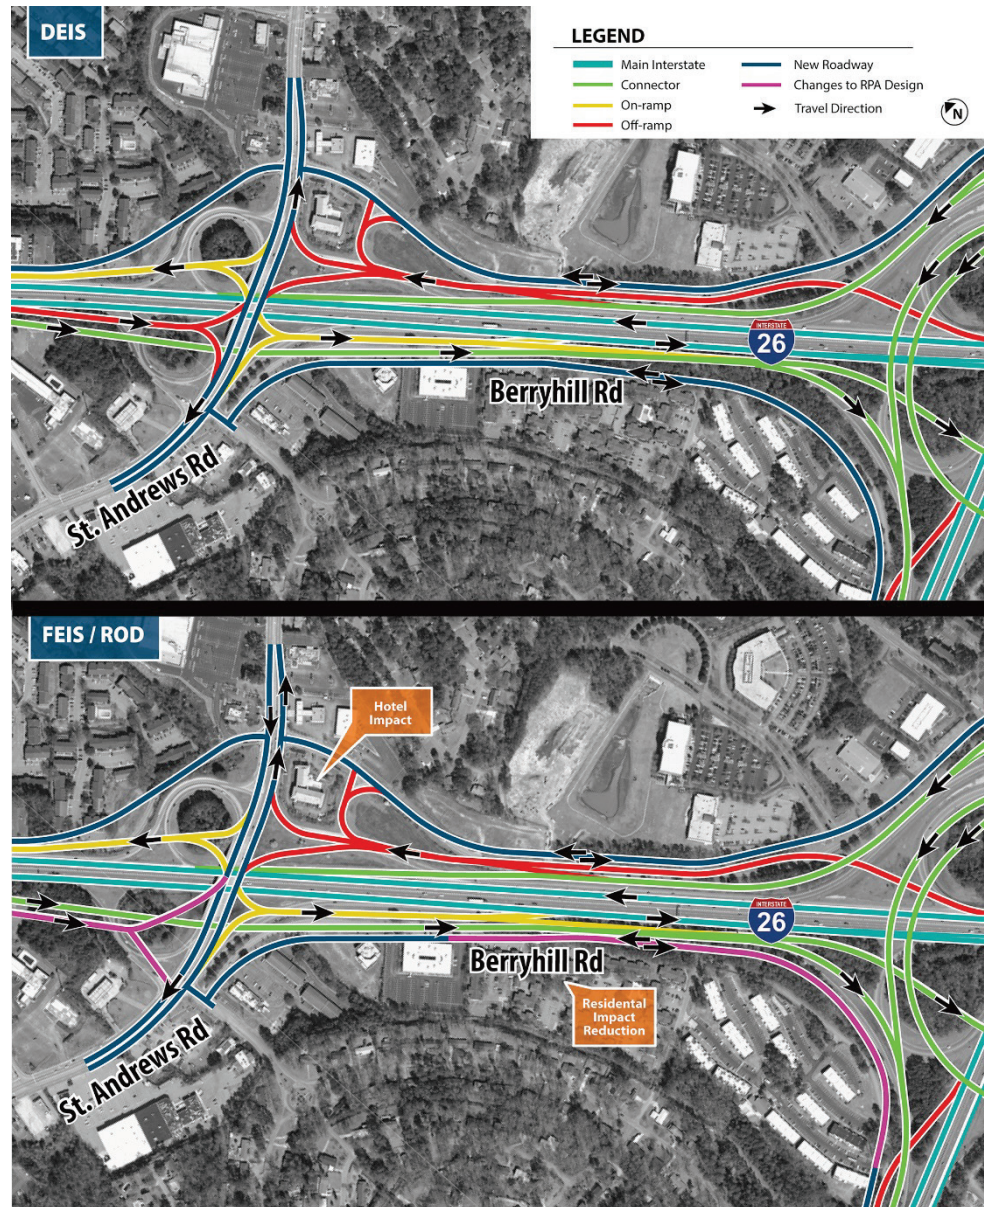 DEIS
LEGEND
Main Interstate
Connector
On-ramp
Off-ramp
New Roadway
Changes to RPA Design
Travel Direction
N
INTERSTATE
26
Berryhill Rd
St. Andrews Rd
FEIS / ROD
Hotel
Impact
INTERSTATE
26
Berryhill Rd
Residental
Impact
Reduction
St. Andrews Rd